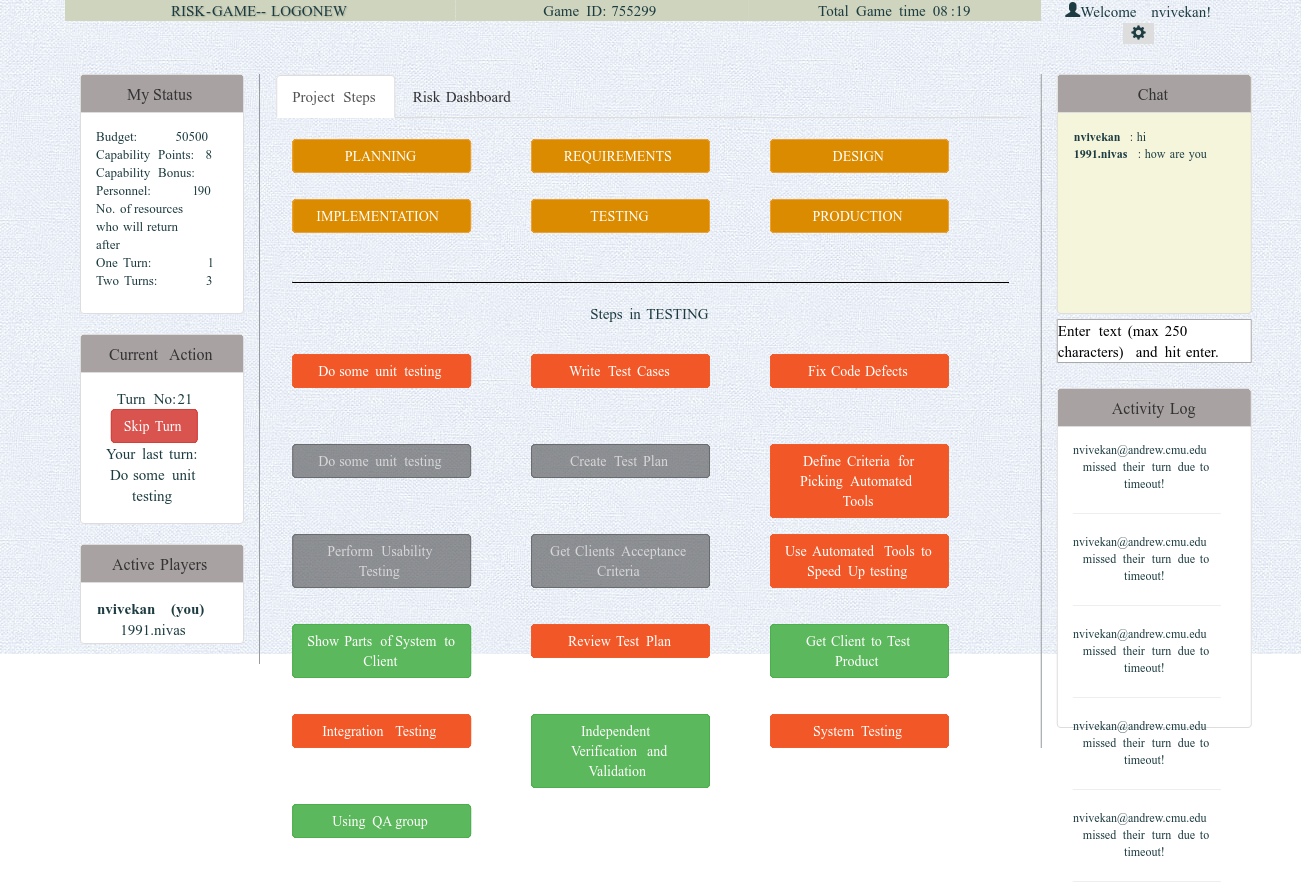 RISK-GAME-- LOGONEW
Game ID: 755299
Total Game time 08:19
Welcome nvivekan!
My Status
Budget: 50500
Capability Points: 8
Capability Bonus:
Personnel: 190
No. of resources
who will return
after
One Turn: 1
Two Turns: 3
Current Action
Turn No:21
Skip Turn
Your last turn:
Do some unit
testing
Active Players
nvivekan (you)
1991.nivas
Project Steps
Risk Dashboard
PLANNING
REQUIREMENTS
DESIGN
IMPLEMENTATION
TESTING
PRODUCTION
Steps in TESTING
Do some unit testing
Write Test Cases
Fix Code Defects
Do some unit testing
Create Test Plan
Define Criteria for
Picking Automated
Tools
Perform Usability
Testing
Get Clients Acceptance
Criteria
Use Automated Tools to
Speed Up testing
Show Parts of System to
Client
Review Test Plan
Get Client to Test
Product
Integration Testing
Independent
Verification and
Validation
System Testing
Using QA group
Chat
nvivekan : hi
1991.nivas : how are you
Enter text (max 250
characters) and hit enter.
Activity Log
nvivekan@andrew.cmu.edu
missed their turn due to
timeout!
nvivekan@andrew.cmu.edu
missed their turn due to
timeout!
nvivekan@andrew.cmu.edu
missed their turn due to
timeout!
nvivekan@andrew.cmu.edu
missed their turn due to
timeout!
nvivekan@andrew.cmu.edu
missed their turn due to
timeout!